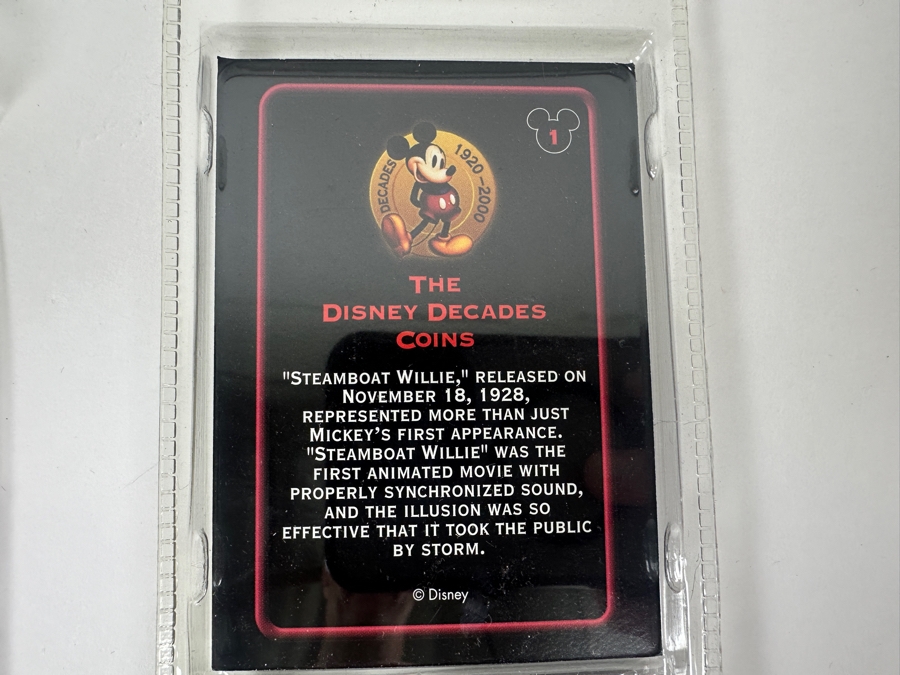 1
DECADES 1920-2000
THE
DISNEY DECADES
COINS
"STEAMBOAT WILLIE," RELEASED ON
NOVEMBER 18, 1928,
REPRESENTED MORE THAN JUST
MICKEY'S FIRST APPEARANCE.
"STEAMBOAT WILLIE" WAS THE
FIRST ANIMATED MOVIE WITH
PROPERLY SYNCHRONIZED SOUND,
AND THE ILLUSION WAS SO
EFFECTIVE THAT IT TOOK THE PUBLIC
BY STORM.
© Disney